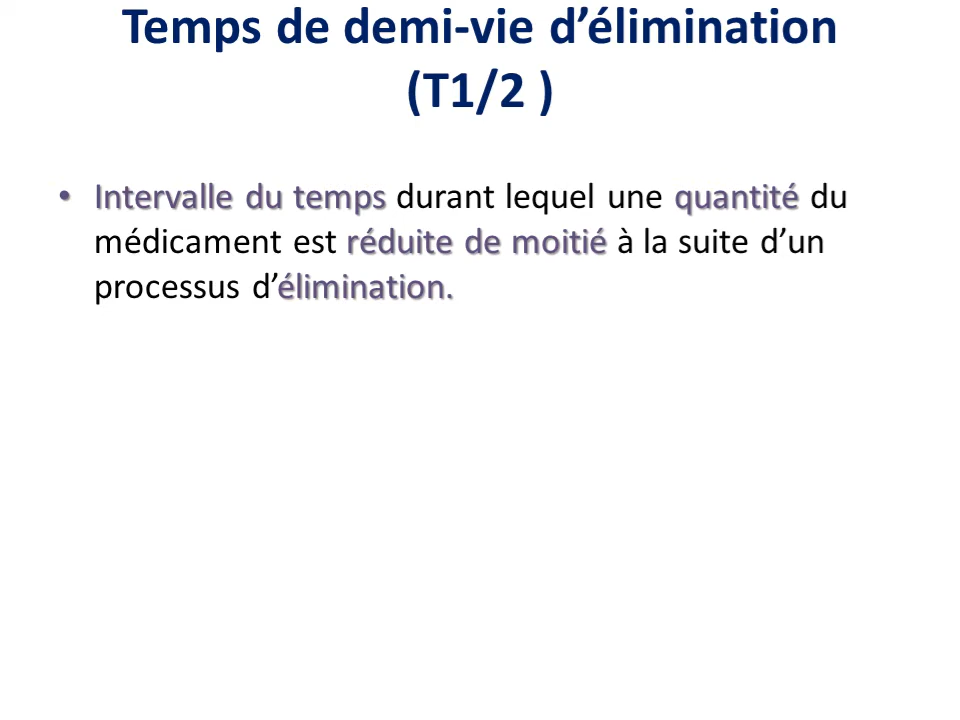 Temps de demi-vie d’élimination
(T1/2 )
• Intervalle du temps durant lequel une quantité du
médicament est réduite de moitié à la suite d’un
processus d’élimination.